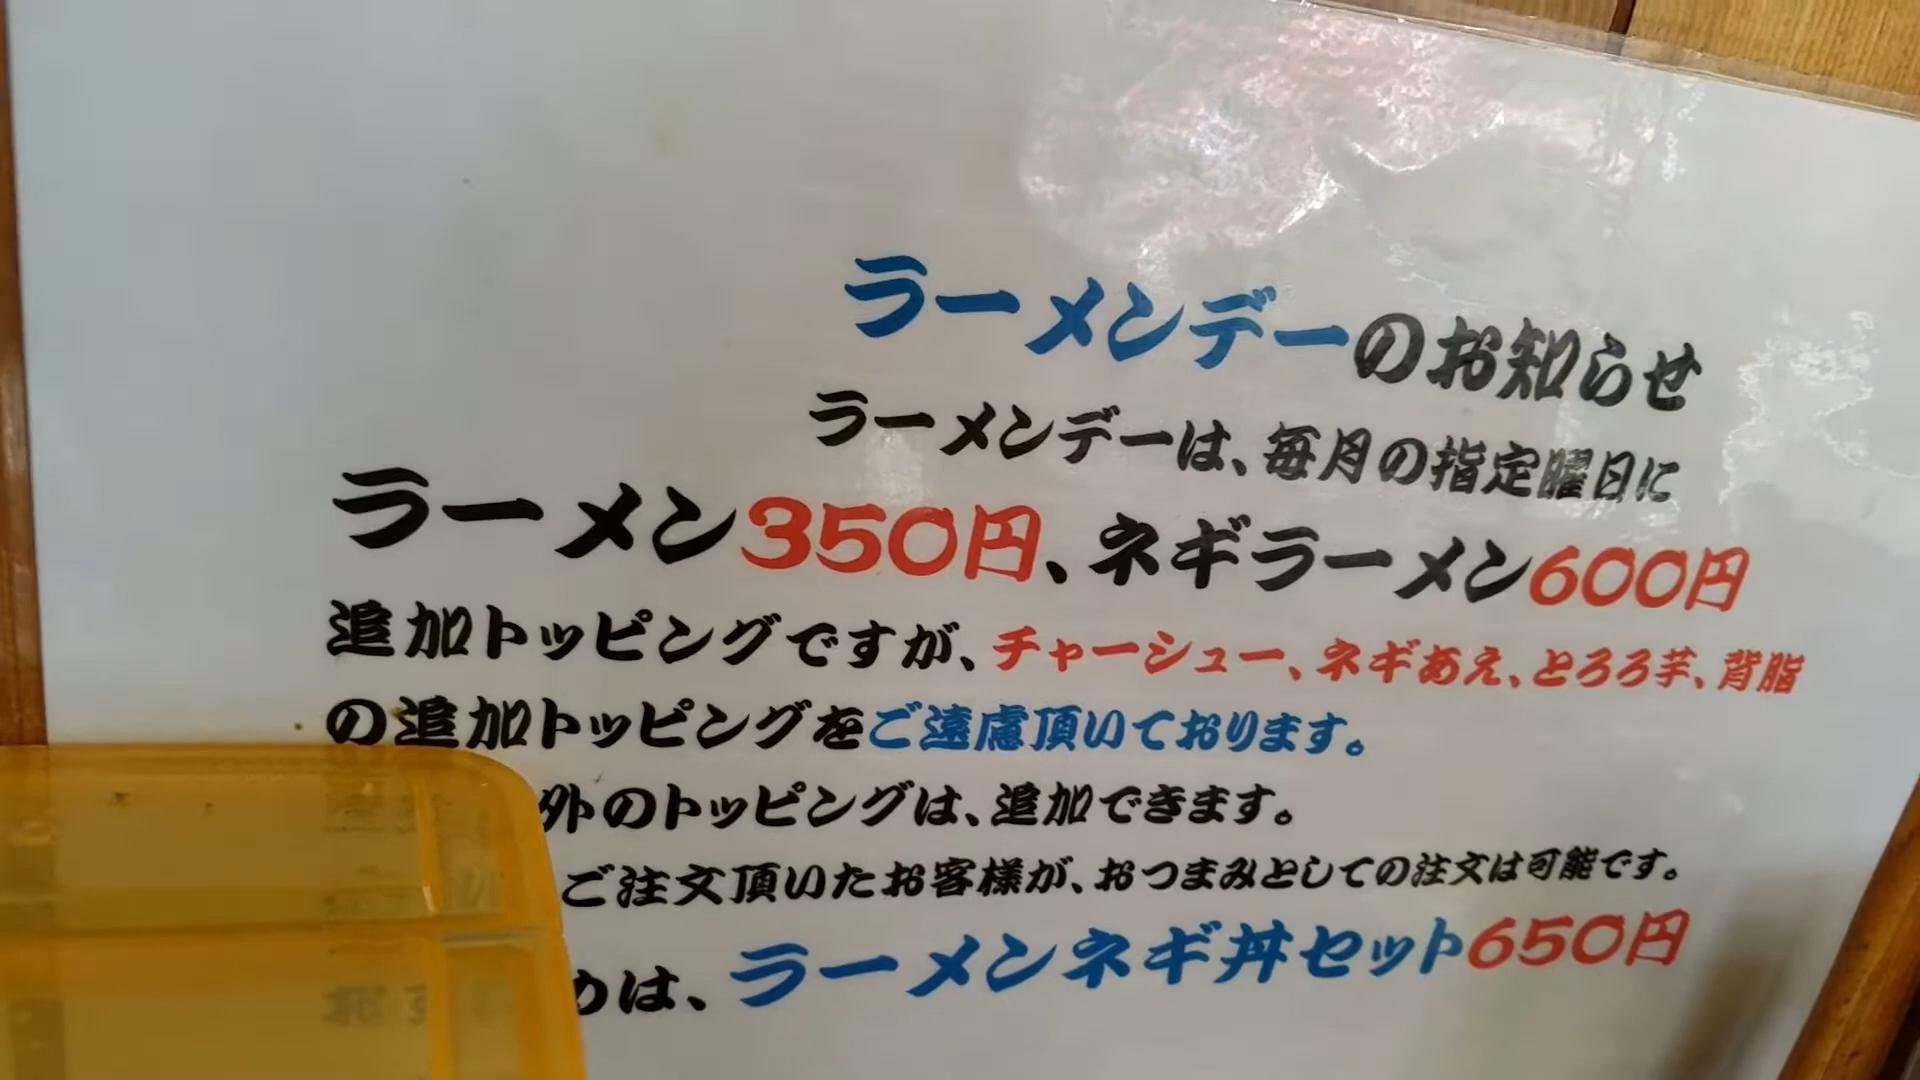 ラーメンデーのお知らせ
ラーメンデーは、毎月の指定曜日に
ラーメン350円、ネギラーメン600円
追加トッピングですが、チャーシュー、ネギあえ、とろろ芋、背脂
の追加トッピングをご遠慮頂いております。
外のトッピングは、追加できます。
ご注文頂いたお客様が、おつまみとしての注文は可能です。
めは、ラーメンネギ丼セット650円